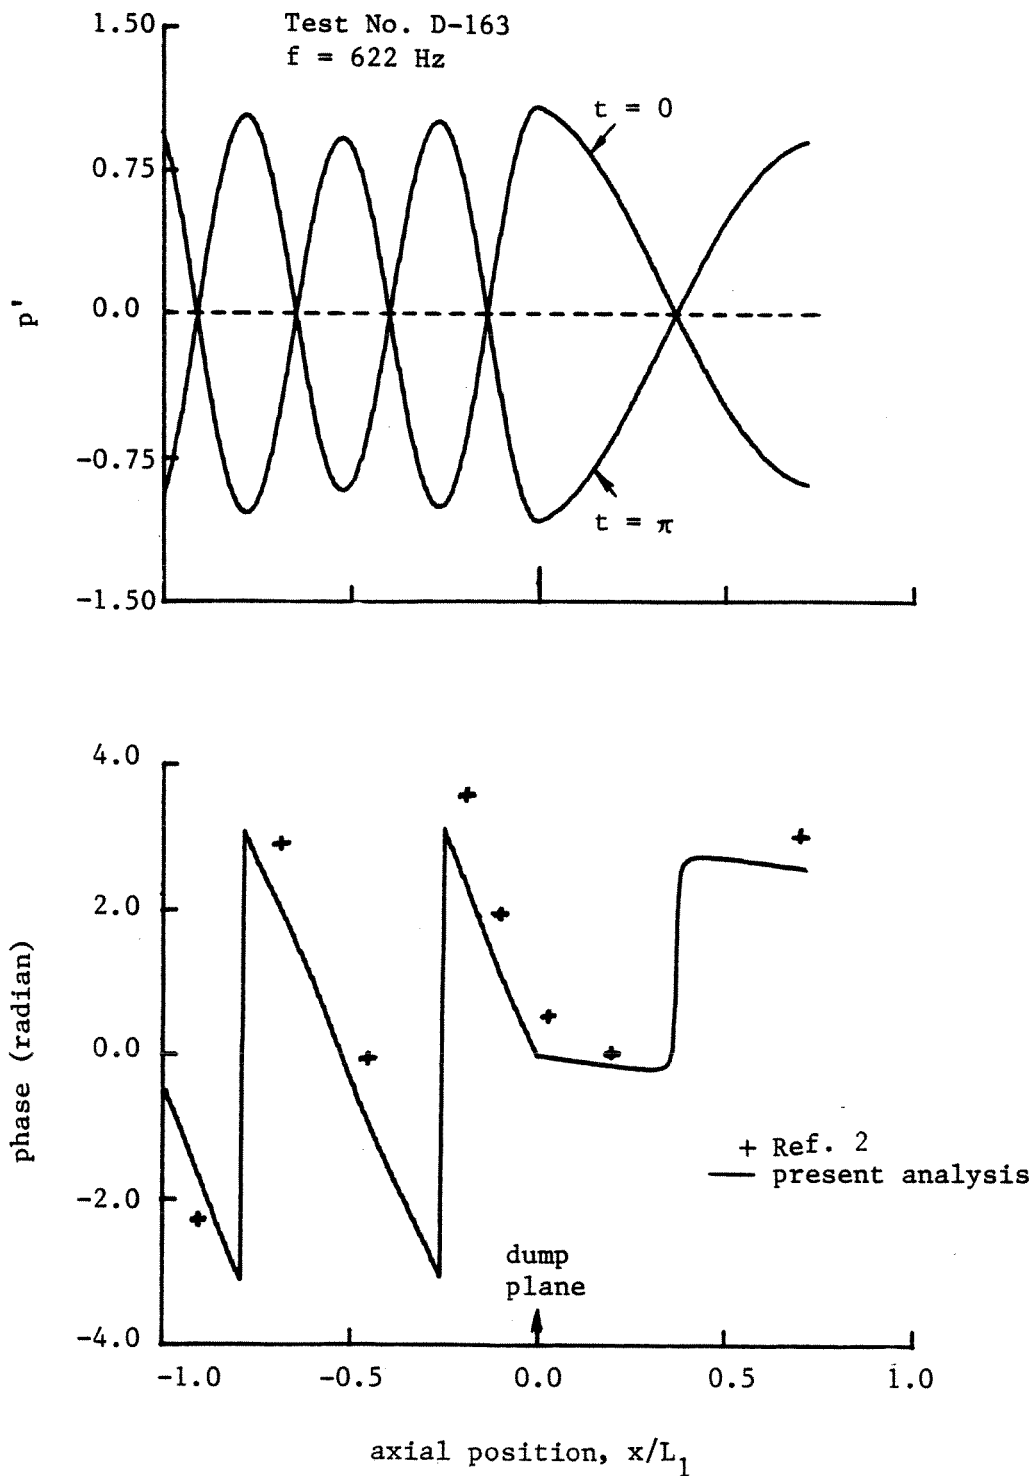 1.50
Test No. D-163
f = 622 Hz
t = 0
0.75
0.0
p'
-0.75
t = π
-1.50
4.0
2.0
0.0
phase (radian)
+ Ref. 2
— present analysis
-2.0
dump
plane
-4.0
-1.0 -0.5 0.0 0.5 1.0
axial position, x/L₁